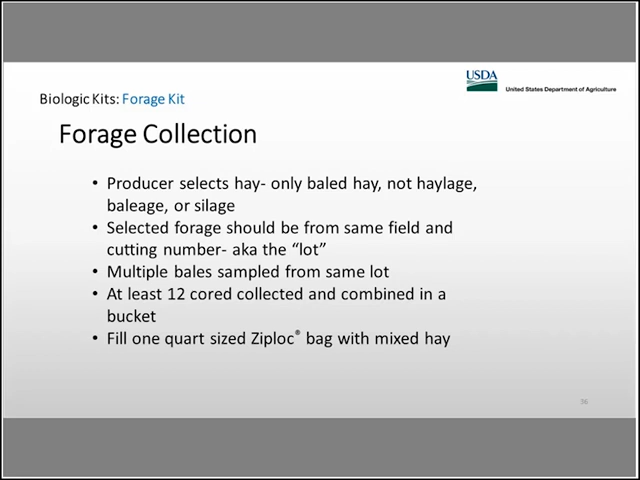 USDA
United States Department of Agriculture
Biologic Kits: Forage Kit
Forage Collection
• Producer selects hay- only baled hay, not haylage,
baleage, or silage
• Selected forage should be from same field and
cutting number- aka the “lot”
• Multiple bales sampled from same lot
• At least 12 cored collected and combined in a
bucket
• Fill one quart sized Ziploc® bag with mixed hay